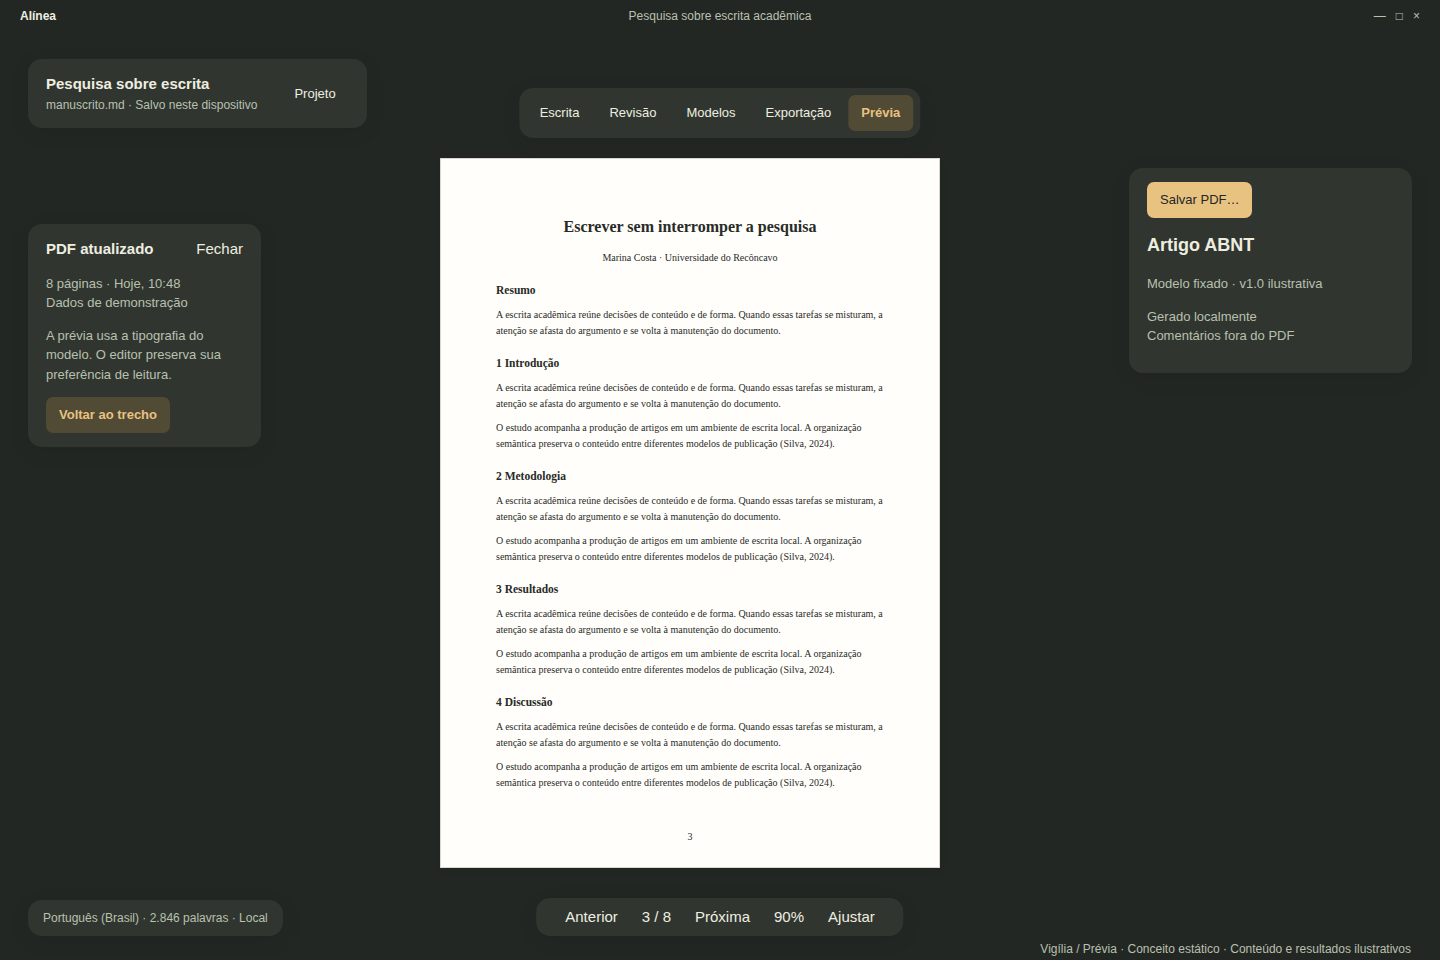 Alínea
Pesquisa sobre escrita acadêmica
— □ ×
Pesquisa sobre escrita
manuscrito.md · Salvo neste dispositivo
Projeto
Escrita Revisão Modelos Exportação Prévia
PDF atualizado Fechar
8 páginas · Hoje, 10:48
Dados de demonstração
A prévia usa a tipografia do
modelo. O editor preserva sua
preferência de leitura.
Voltar ao trecho
Escrever sem interromper a pesquisa
Marina Costa · Universidade do Recôncavo
Resumo
A escrita acadêmica reúne decisões de conteúdo e de forma. Quando essas tarefas se misturam, a
atenção se afasta do argumento e se volta à manutenção do documento.
1 Introdução
A escrita acadêmica reúne decisões de conteúdo e de forma. Quando essas tarefas se misturam, a
atenção se afasta do argumento e se volta à manutenção do documento.
O estudo acompanha a produção de artigos em um ambiente de escrita local. A organização
semântica preserva o conteúdo entre diferentes modelos de publicação (Silva, 2024).
2 Metodologia
A escrita acadêmica reúne decisões de conteúdo e de forma. Quando essas tarefas se misturam, a
atenção se afasta do argumento e se volta à manutenção do documento.
O estudo acompanha a produção de artigos em um ambiente de escrita local. A organização
semântica preserva o conteúdo entre diferentes modelos de publicação (Silva, 2024).
3 Resultados
A escrita acadêmica reúne decisões de conteúdo e de forma. Quando essas tarefas se misturam, a
atenção se afasta do argumento e se volta à manutenção do documento.
O estudo acompanha a produção de artigos em um ambiente de escrita local. A organização
semântica preserva o conteúdo entre diferentes modelos de publicação (Silva, 2024).
4 Discussão
A escrita acadêmica reúne decisões de conteúdo e de forma. Quando essas tarefas se misturam, a
atenção se afasta do argumento e se volta à manutenção do documento.
O estudo acompanha a produção de artigos em um ambiente de escrita local. A organização
semântica preserva o conteúdo entre diferentes modelos de publicação (Silva, 2024).
3
Salvar PDF…
Artigo ABNT
Modelo fixado · v1.0 ilustrativa
Gerado localmente
Comentários fora do PDF
Português (Brasil) · 2.846 palavras · Local
Anterior 3 / 8 Próxima 90% Ajustar
Vigília / Prévia · Conceito estático · Conteúdo e resultados ilustrativos